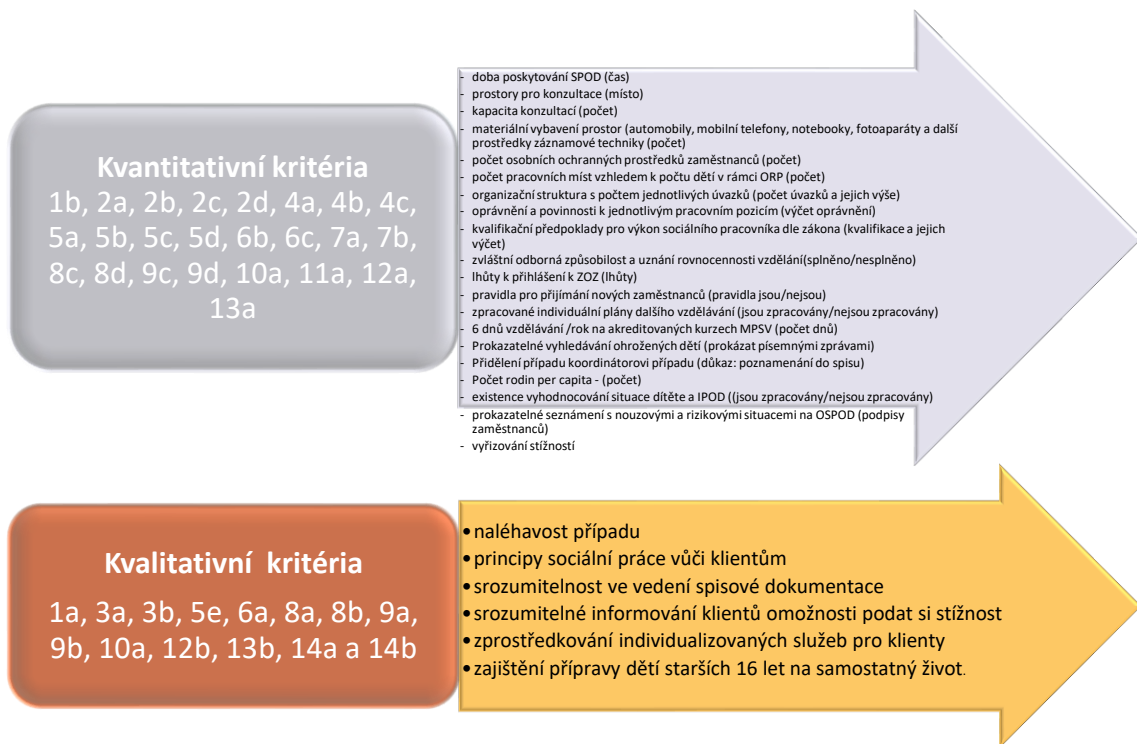 Kvantitativní kritéria
1b, 2a, 2b, 2c, 2d, 4a, 4b, 4c,
5a, 5b, 5c, 5d, 6b, 6c, 7a, 7b,
8c, 8d, 9c, 9d, 10a, 11a, 12a,
13a
- doba poskytování SPOD (čas)
- prostory pro konzultace (místo)
- kapacita konzultací (počet)
- materiální vybavení prostor (automobily, mobilní telefony, notebooky, fotoaparáty a další
prostředky záznamové techniky (počet)
- počet osobních ochranných prostředků zaměstnanců (počet)
- počet pracovních míst vzhledem k počtu dětí v rámci ORP (počet)
- organizační struktura s počtem jednotlivých úvazků (počet úvazků a jejich výše)
- oprávnění a povinnosti k jednotlivým pracovním pozicím (výčet oprávnění)
- kvalifikační předpoklady pro výkon sociálního pracovníka dle zákona (kvalifikace a jejich
výčet)
- zvláštní odborná způsobilost a uznání rovnocennosti vzdělání(splněno/nesplněno)
- lhůty k přihlášení k ZOZ (lhůty)
- pravidla pro přijímání nových zaměstnanců (pravidla jsou/nejsou)
- zpracované individuální plány dalšího vzdělávání (jsou zpracovány/nejsou zpracovány)
- 6 dnů vzdělávání /rok na akreditovaných kurzech MPSV (počet dnů)
- Prokazatelné vyhledávání ohrožených dětí (prokázat písemnými zprávami)
- Přidělení případu koordinátorovi případu (důkaz: poznamenání do spisu)
- Počet rodin per capita - (počet)
- existence vyhodnocování situace dítěte a IPOD ((jsou zpracovány/nejsou zpracovány)
- prokazatelné seznámení s nouzovými a rizikovými situacemi na OSPOD (podpisy
zaměstnanců)
- vyřizování stížností
Kvalitativní kritéria
1a, 3a, 3b, 5e, 6a, 8a, 8b, 9a,
9b, 10a, 12b, 13b, 14a a 14b
•naléhavost případu
•principy sociální práce vůči klientům
•srozumitelnost ve vedení spisové dokumentace
•srozumitelné informování klientů omožnosti podat si stížnost
•zprostředkování individualizovaných služeb pro klienty
•zajištění přípravy dětí starších 16 let na samostatný život.